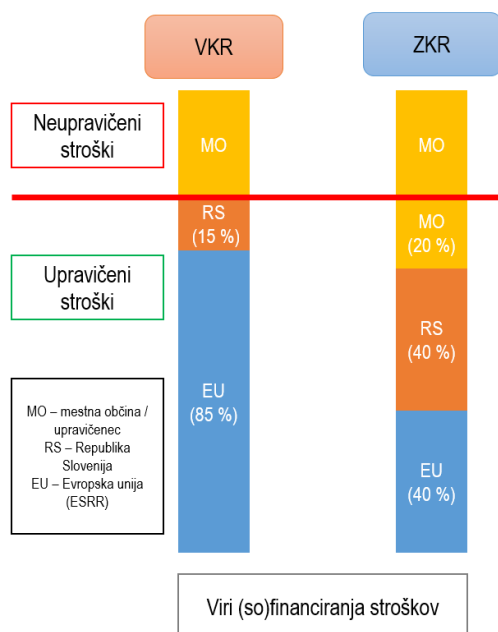 VKR
ZKR
Neupravičeni
stroški
MO
MO
RS
(15 %)
MO
(20 %)
Upravičeni
stroški
RS
(40 %)
EU
(85 %)
EU
(40 %)
MO – mestna občina /
upravičenec
RS – Republika
Slovenija
EU – Evropska unija
(ESRR)
Viri (so)financiranja stroškov